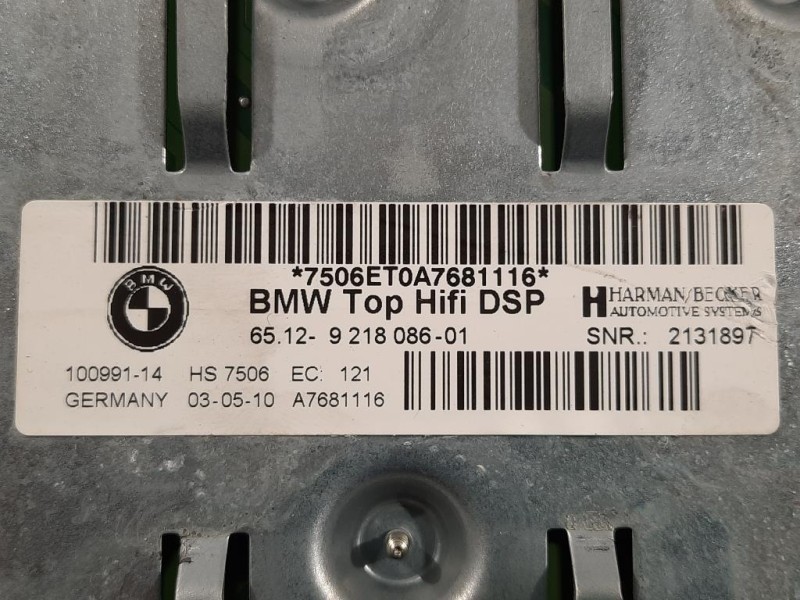 *7506ET0A7681116*
BMW
BMW Top Hifi DSP
HARMAN/BECKER
AUTOMOTIVE SYSTEMS
65.12- 9 218 086-01
SNR.: 2131897
100991-14 HS 7506 EC: 121
GERMANY 03-05-10 A7681116